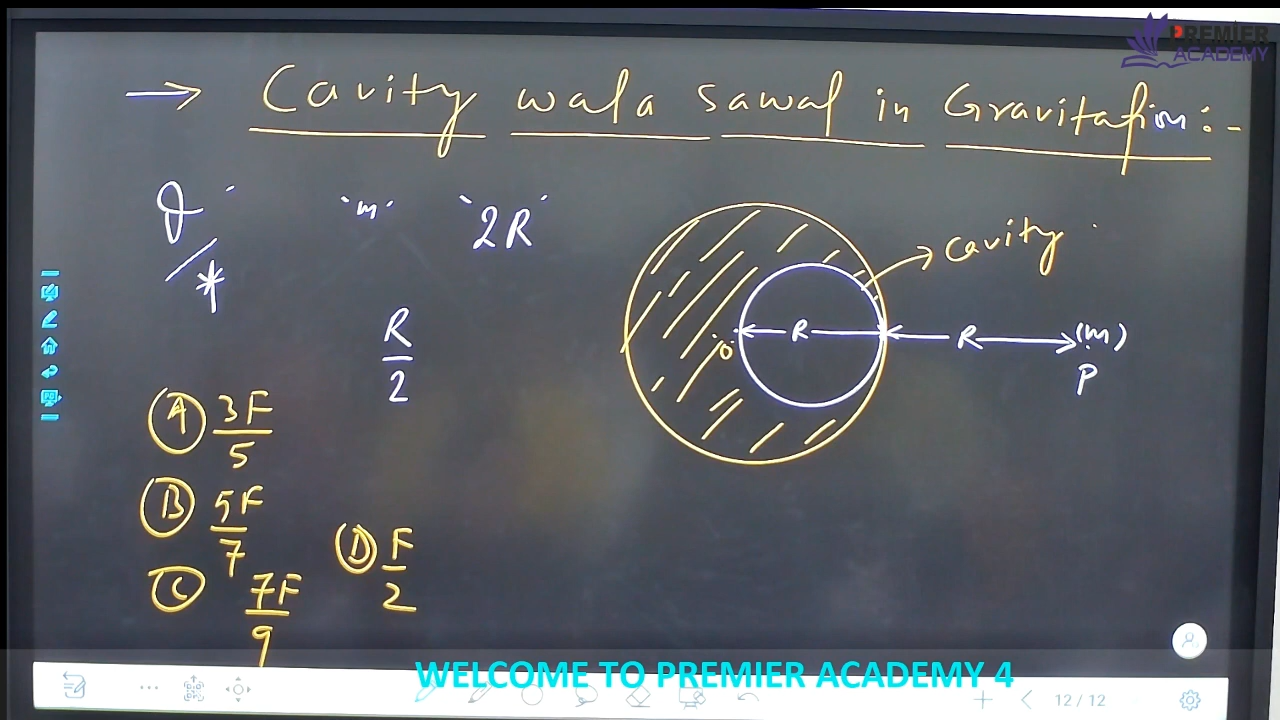 PREMIER
ACADEMY
→ Cavity wala sawal in Gravitation:-
'm' '2R'
R/2
cavity
R R (m)
O
P
(A) 3F/5
(B) 5F/7
(C) 7F/9
(D) F/2
WELCOME TO PREMIER ACADEMY 4
12/12